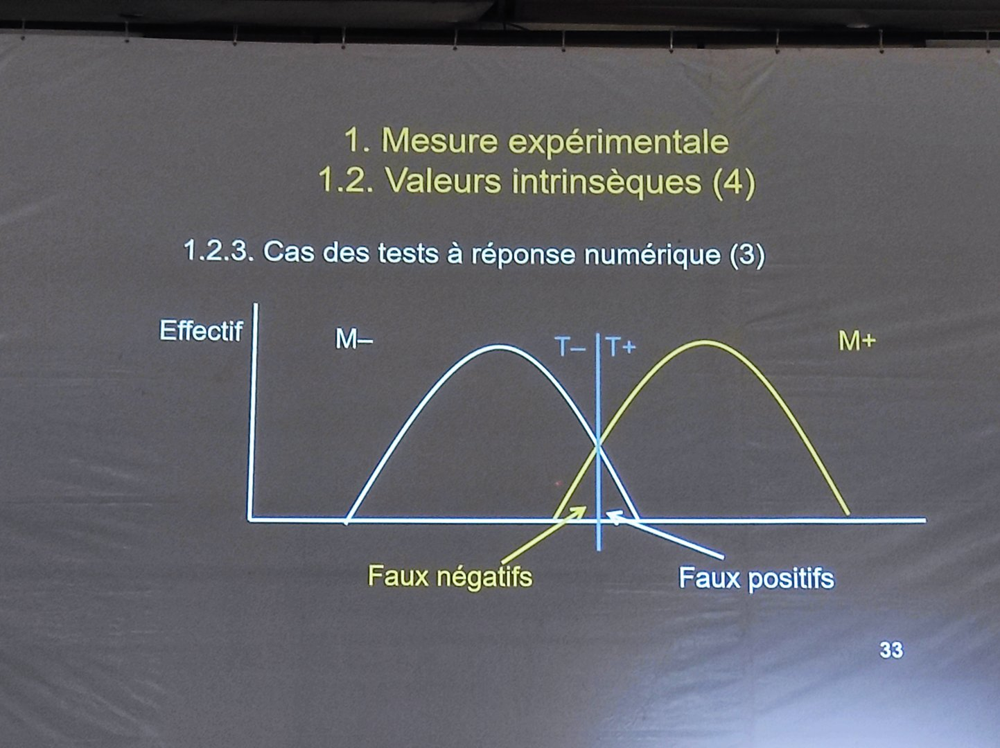 1. Mesure expérimentale
1.2. Valeurs intrinsèques (4)
1.2.3. Cas des tests à réponse numérique (3)
Effectif
M–
T– T+
M+
Faux négatifs
Faux positifs
33